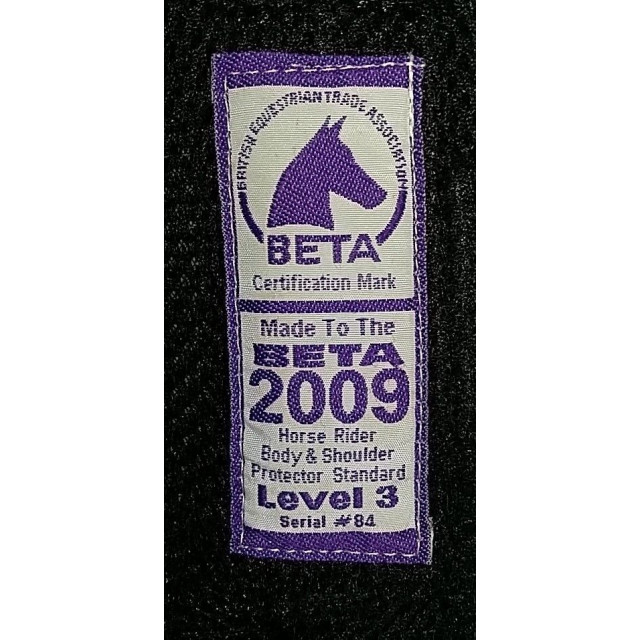 BRITISH EQUESTRIAN TRADE ASSOCIATION
BETA
Certification Mark
Made To The
BETA
2009
Horse Rider
Body & Shoulder
Protector Standard
Level 3
Serial #84